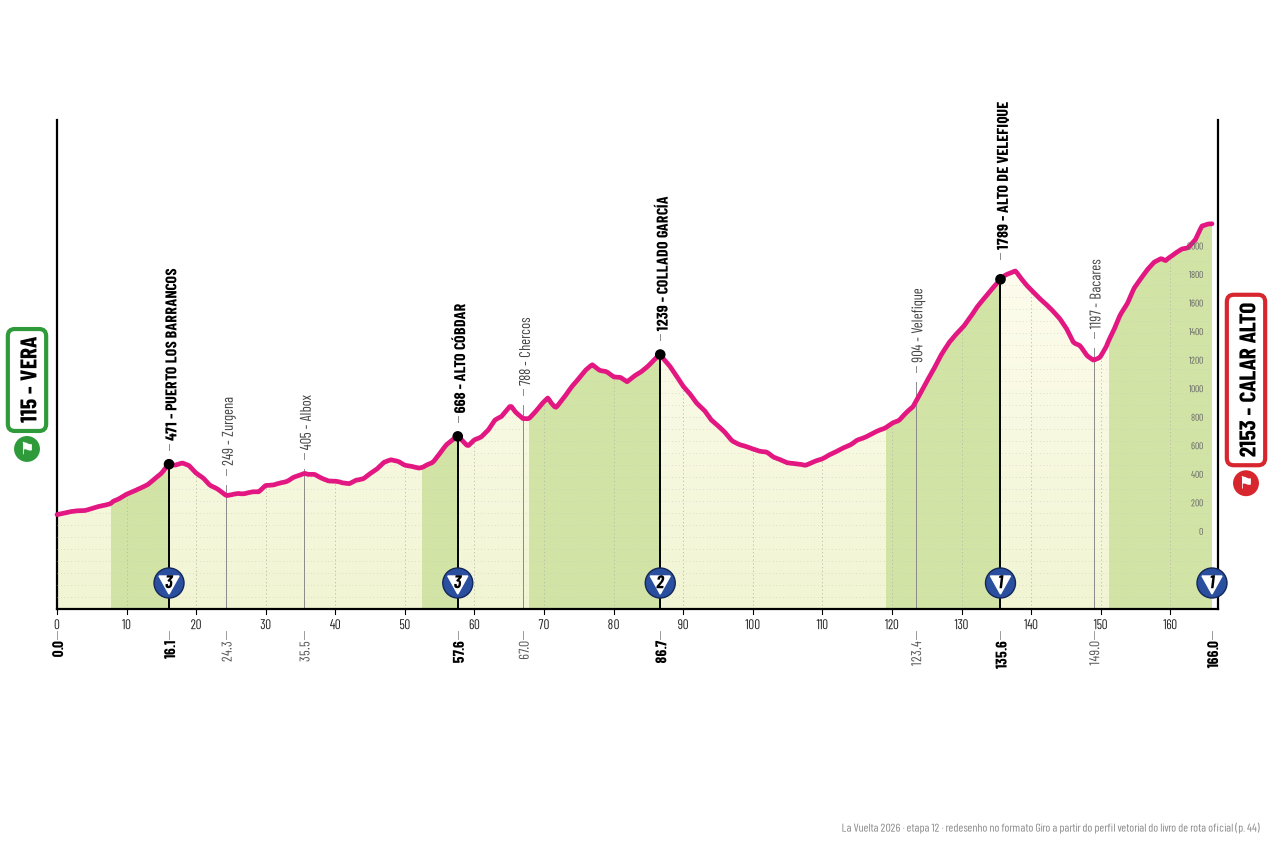 115 - VERA
471 - PUERTO LOS BARRANCOS
249 - Zurgena
405 - Albox
668 - ALTO CÓBDAR
788 - Chercos
1239 - COLLADO GARCÍA
904 - Velefique
1789 - ALTO DE VELEFIQUE
1197 - Bacares
2153 - CALAR ALTO
2000
1800
1600
1400
1200
1000
800
600
400
200
0
3
3
2
1
1
0 10 20 30 40 50 60 70 80 90 100 110 120 130 140 150 160
0.0 16.1 24.3 35.5 57.6 67.0 86.7 123.4 135.6 149.0 166.0
La Vuelta 2026 · etapa 12 · redesenho no formato Giro a partir do perfil vetorial do livro de rota oficial (p. 44)